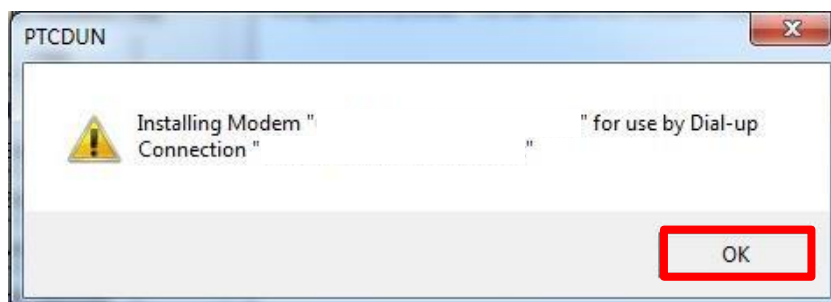 PTCDUN
Installing Modem "                                        " for use by Dial-up
Connection "                                        "
OK